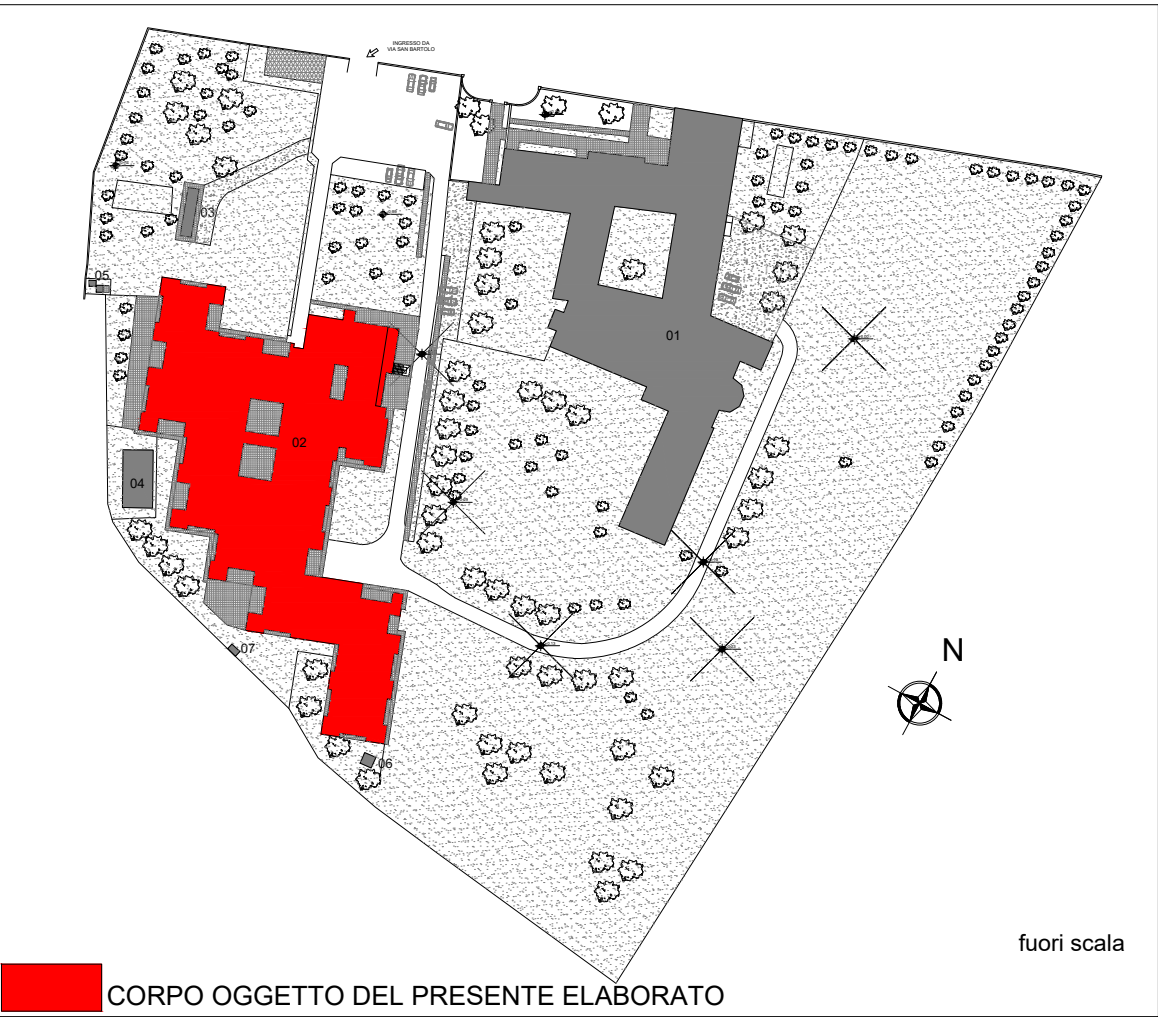 INGRESSO DA
VIA SAN BARTOLO
03
05
01
02
04
07
N
06
fuori scala
CORPO OGGETTO DEL PRESENTE ELABORATO